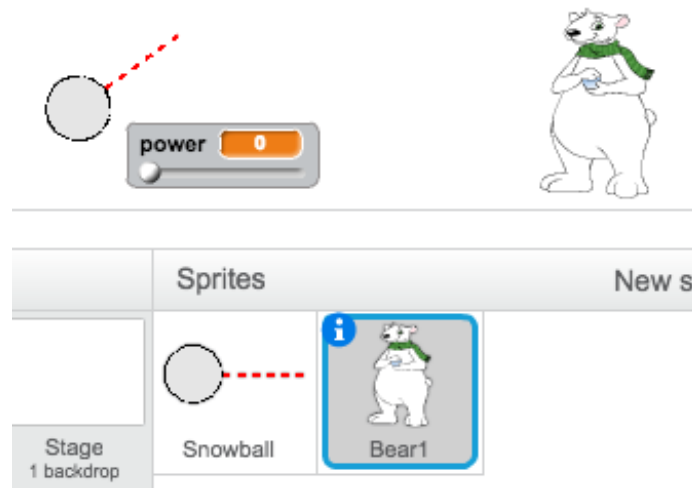 power 0
Sprites New s
i
Stage
1 backdrop
Snowball
Bear1